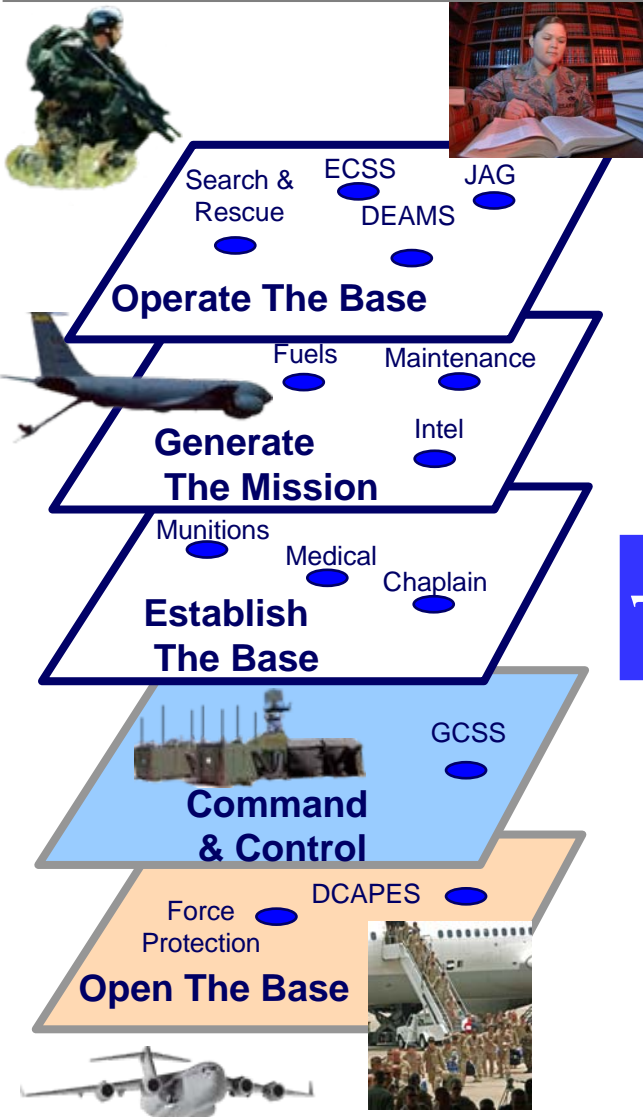 Search &
Rescue
ECSS
DEAMS
JAG
Operate The Base
Fuels
Maintenance
Intel
Generate
The Mission
Munitions
Medical
Chaplain
Establish
The Base
GCSS
Command
& Control
DCAPES
Force
Protection
Open The Base